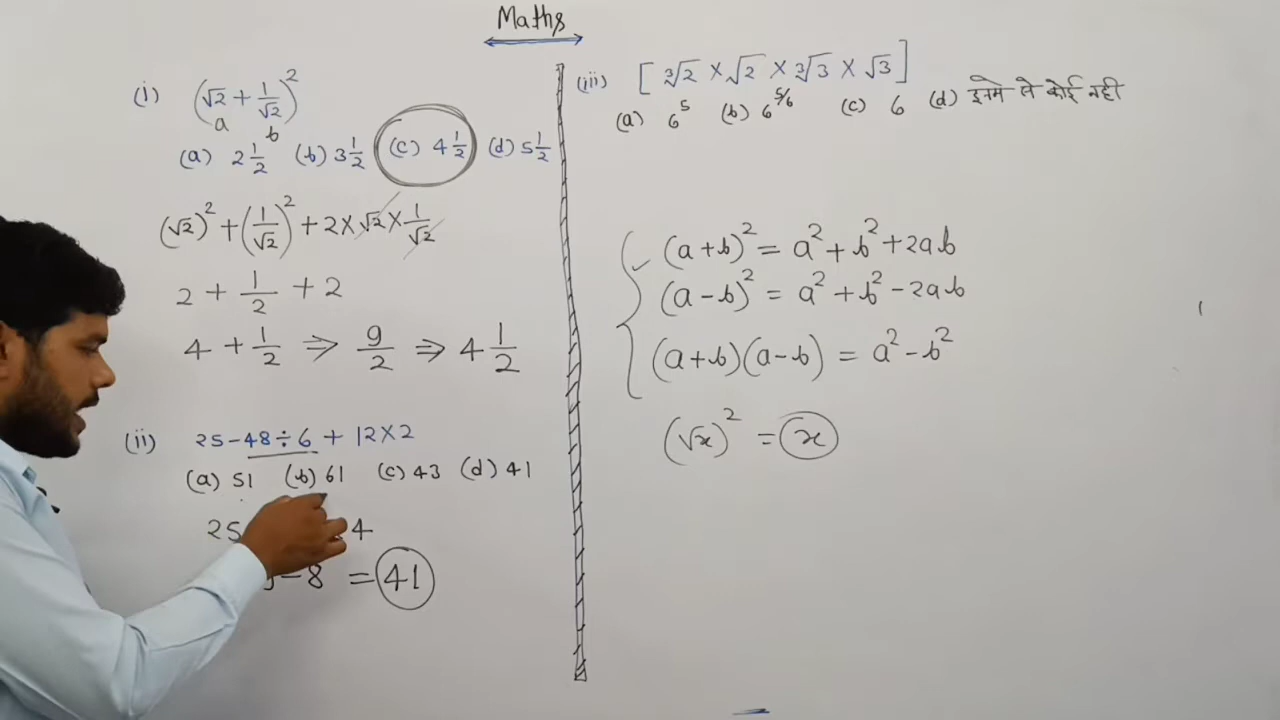 Maths
(i) (√2 + 1/√2)²
a b
(a) 2 1/2 (b) 3 1/2 (c) 4 1/2 (d) 5 1/2
(√2)² + (1/√2)² + 2 × √2 × 1/√2
2 + 1/2 + 2
4 + 1/2 ⇒ 9/2 ⇒ 4 1/2
(ii) 25 - 48 ÷ 6 + 12 × 2
(a) 51 (b) 61 (c) 43 (d) 41
25 4
- 8 = 41
(iii) [ ∛2 × √2 × ∛3 × √3 ]
(a) 6⁵ (b) 6^5/6 (c) 6 (d) इनमे से कोई नही
(a + b)² = a² + b² + 2ab
(a - b)² = a² + b² - 2ab
(a + b)(a - b) = a² - b²
(√x)² = x